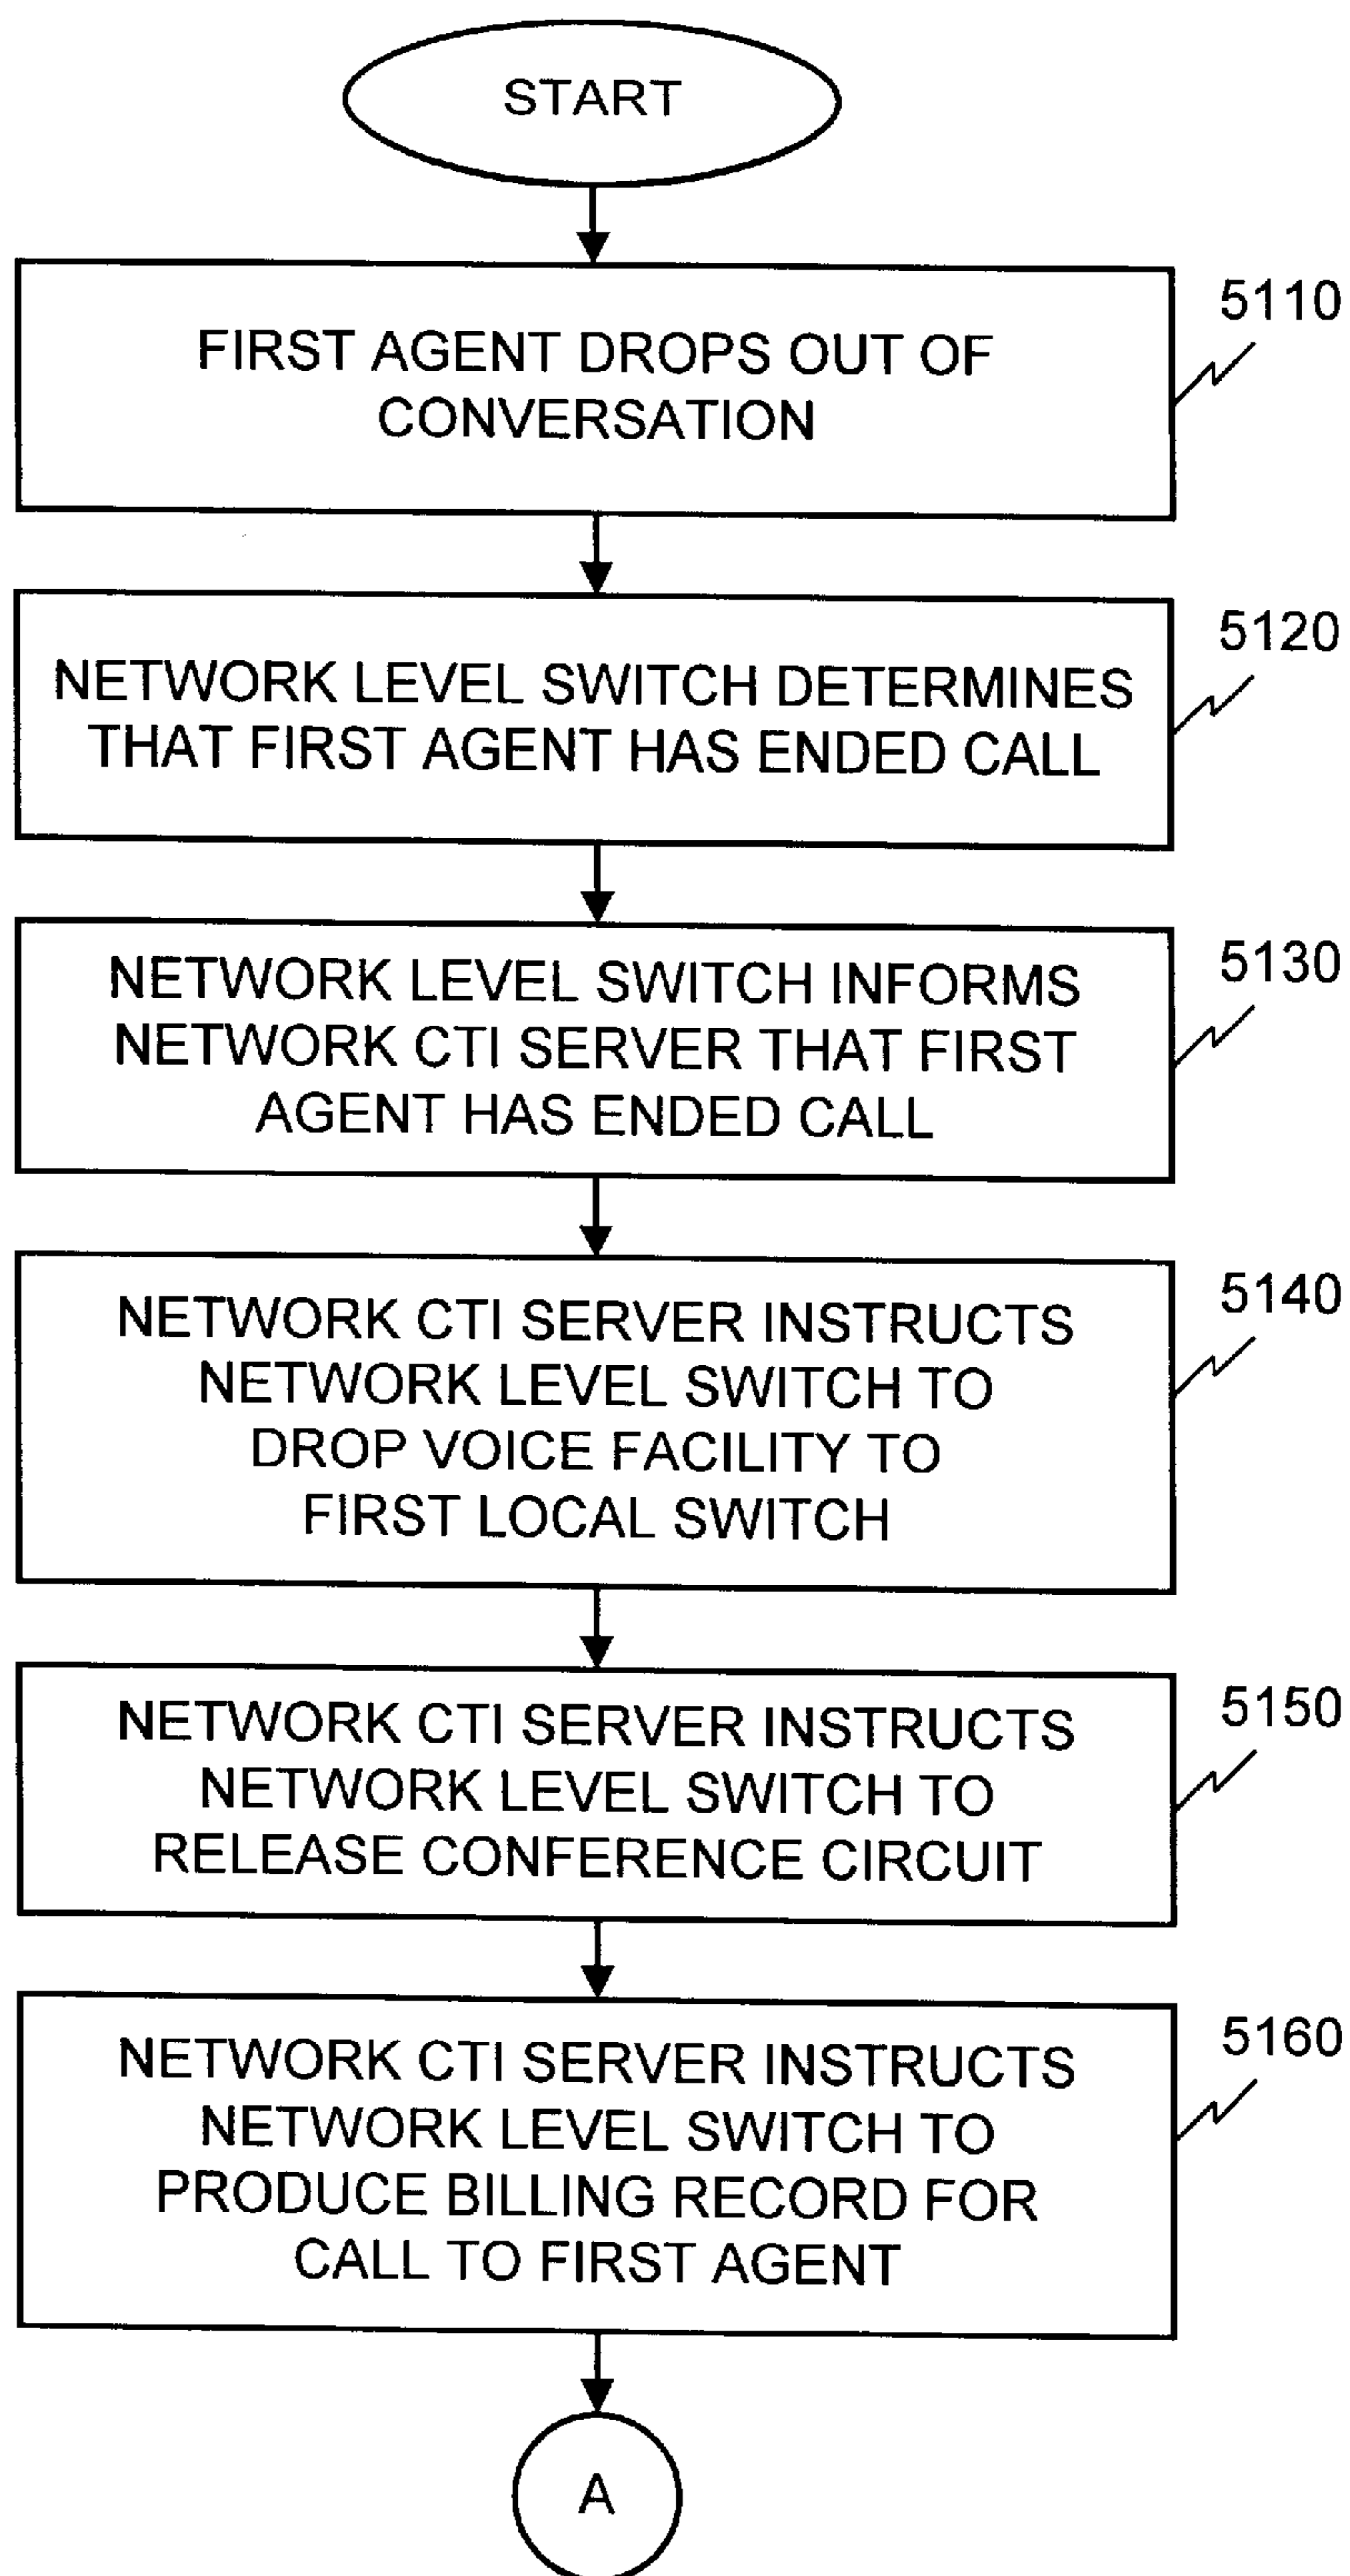 START
5110
FIRST AGENT DROPS OUT OF
CONVERSATION
5120
NETWORK LEVEL SWITCH DETERMINES
THAT FIRST AGENT HAS ENDED CALL
5130
NETWORK LEVEL SWITCH INFORMS
NETWORK CTI SERVER THAT FIRST
AGENT HAS ENDED CALL
5140
NETWORK CTI SERVER INSTRUCTS
NETWORK LEVEL SWITCH TO
DROP VOICE FACILITY TO
FIRST LOCAL SWITCH
5150
NETWORK CTI SERVER INSTRUCTS
NETWORK LEVEL SWITCH TO
RELEASE CONFERENCE CIRCUIT
5160
NETWORK CTI SERVER INSTRUCTS
NETWORK LEVEL SWITCH TO
PRODUCE BILLING RECORD FOR
CALL TO FIRST AGENT
A